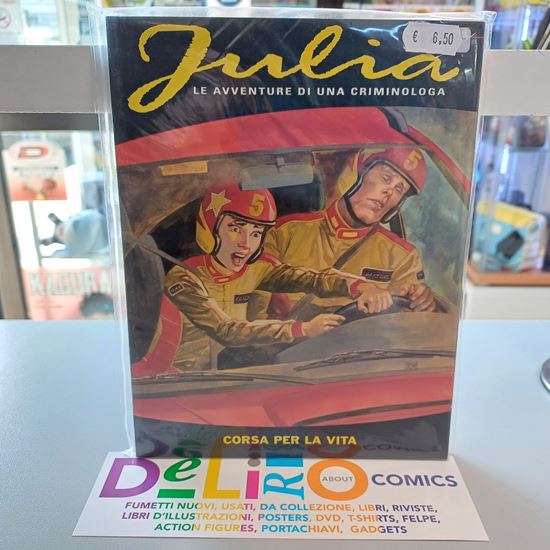 € 6,50
Julia
LE AVVENTURE DI UNA CRIMINOLOGA
5
5
CORSA PER LA VITA
DeLiRiO
ABOUT
COMICS
FUMETTI NUOVI, USATI, DA COLLEZIONE, LIBRI, RIVISTE,
LIBRI D'ILLUSTRAZIONI, POSTERS, DVD, T-SHIRTS, FELPE,
ACTION FIGURES, PORTACHIAVI, GADGETS